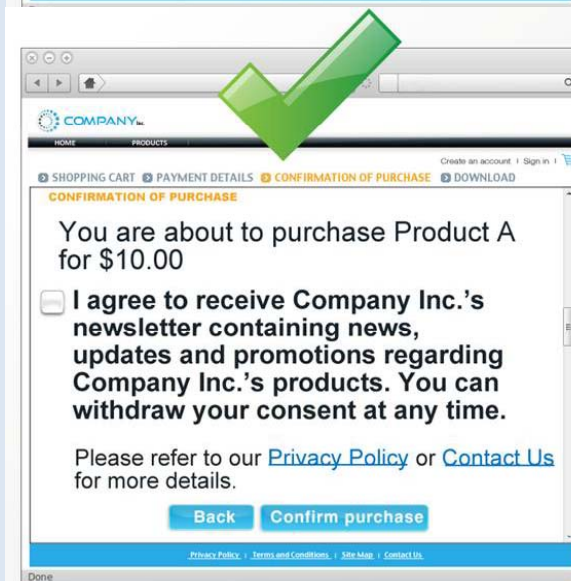 COMPANY Inc.
HOME PRODUCTS
Create an account | Sign in |
SHOPPING CART PAYMENT DETAILS CONFIRMATION OF PURCHASE DOWNLOAD
CONFIRMATION OF PURCHASE
You are about to purchase Product A
for $10.00
I agree to receive Company Inc.'s
newsletter containing news,
updates and promotions regarding
Company Inc.'s products. You can
withdraw your consent at any time.
Please refer to our Privacy Policy or Contact Us
for more details.
Back Confirm purchase
Privacy Policy | Terms and Conditions | Site Map | Contact Us
Done